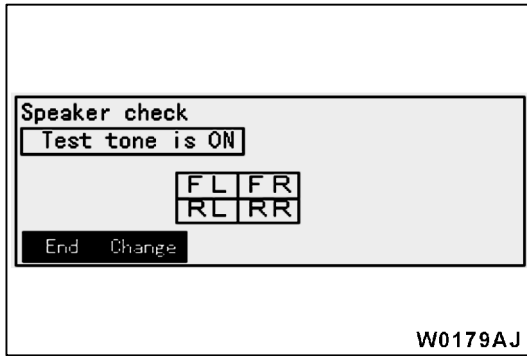 Speaker check
Test tone is ON
FL FR
RL RR
End Change
W0179AJ